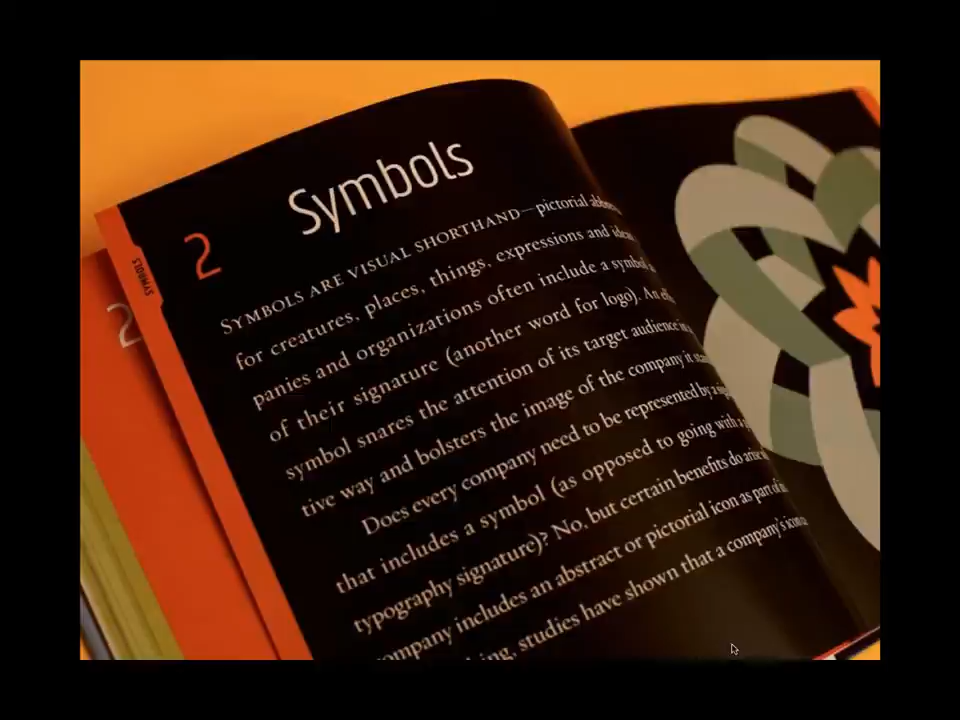 2 Symbols
SYMBOLS
2
SYMBOLS ARE VISUAL SHORTHAND—pictorial
for creatures, places, things, expressions and
panies and organizations often include a symbol
of their signature (another word for logo). An
symbol snares the attention of its target audience
tive way and bolsters the image of the company it
Does every company need to be represented by a
that includes a symbol (as opposed to going with a
typography signature)? No, but certain benefits do
company includes an abstract or pictorial icon as part of
studies have shown that a company's